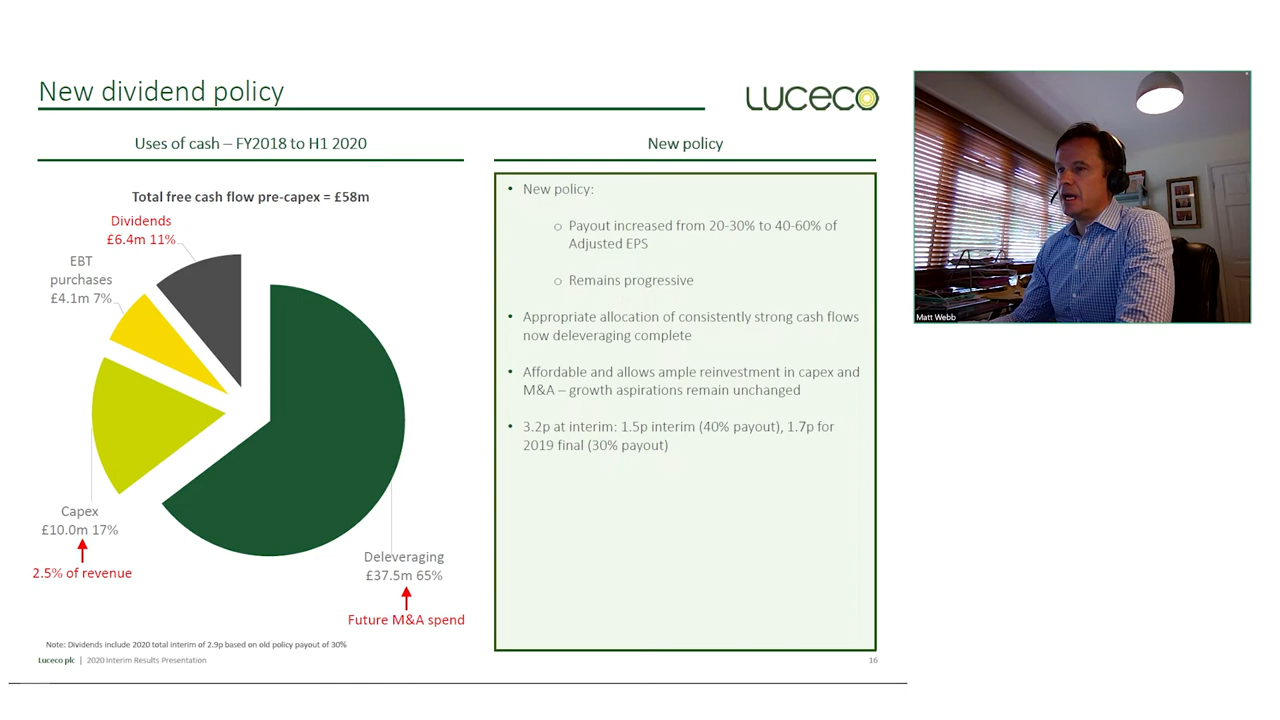 New dividend policy
LUCECO
Uses of cash – FY2018 to H1 2020
Total free cash flow pre-capex = £58m
Dividends
£6.4m 11%
EBT
purchases
£4.1m 7%
Capex
£10.0m 17%
2.5% of revenue
Deleveraging
£37.5m 65%
Future M&A spend
Note: Dividends include 2020 total interim of 2.9p based on old policy payout of 30%
New policy
• New policy:
o Payout increased from 20-30% to 40-60% of
Adjusted EPS
o Remains progressive
• Appropriate allocation of consistently strong cash flows
now deleveraging complete
• Affordable and allows ample reinvestment in capex and
M&A – growth aspirations remain unchanged
• 3.2p at interim: 1.5p interim (40% payout), 1.7p for
2019 final (30% payout)
Luceco plc | 2020 Interim Results Presentation
16
Matt Webb